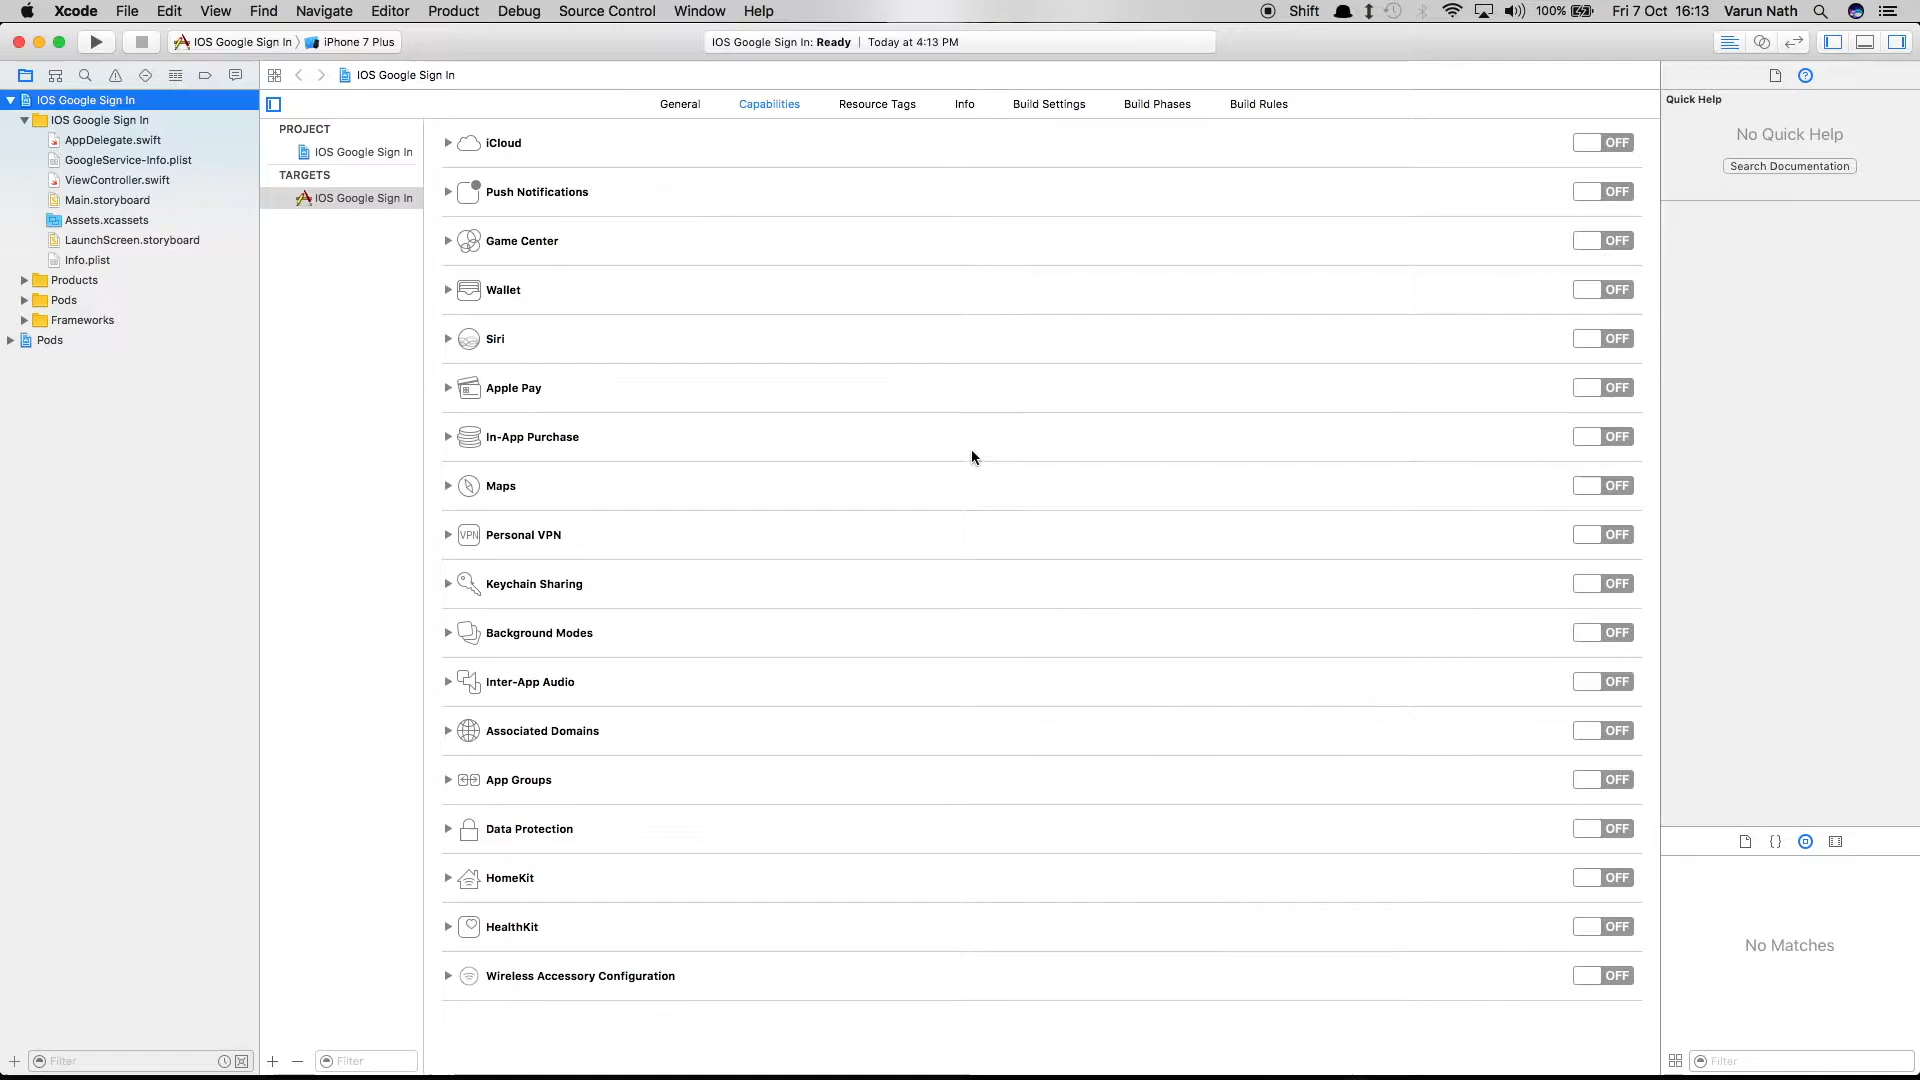 Xcode File Edit View Find Navigate Editor Product Debug Source Control Window Help Shift 100% Fri 7 Oct 16:13 Varun Nath
IOS Google Sign In iPhone 7 Plus IOS Google Sign In: Ready Today at 4:13 PM
IOS Google Sign In
Quick Help
No Quick Help
Search Documentation
IOS Google Sign In
IOS Google Sign In
AppDelegate.swift
GoogleService-Info.plist
ViewController.swift
Main.storyboard
Assets.xcassets
LaunchScreen.storyboard
Info.plist
Products
Pods
Frameworks
Pods
General Capabilities Resource Tags Info Build Settings Build Phases Build Rules
PROJECT
IOS Google Sign In
TARGETS
IOS Google Sign In
iCloud OFF
Push Notifications OFF
Game Center OFF
Wallet OFF
Siri OFF
Apple Pay OFF
In-App Purchase OFF
Maps OFF
VPN Personal VPN OFF
Keychain Sharing OFF
Background Modes OFF
Inter-App Audio OFF
Associated Domains OFF
App Groups OFF
Data Protection OFF
HomeKit OFF
HealthKit OFF
Wireless Accessory Configuration OFF
No Matches
Filter
Filter
Filter